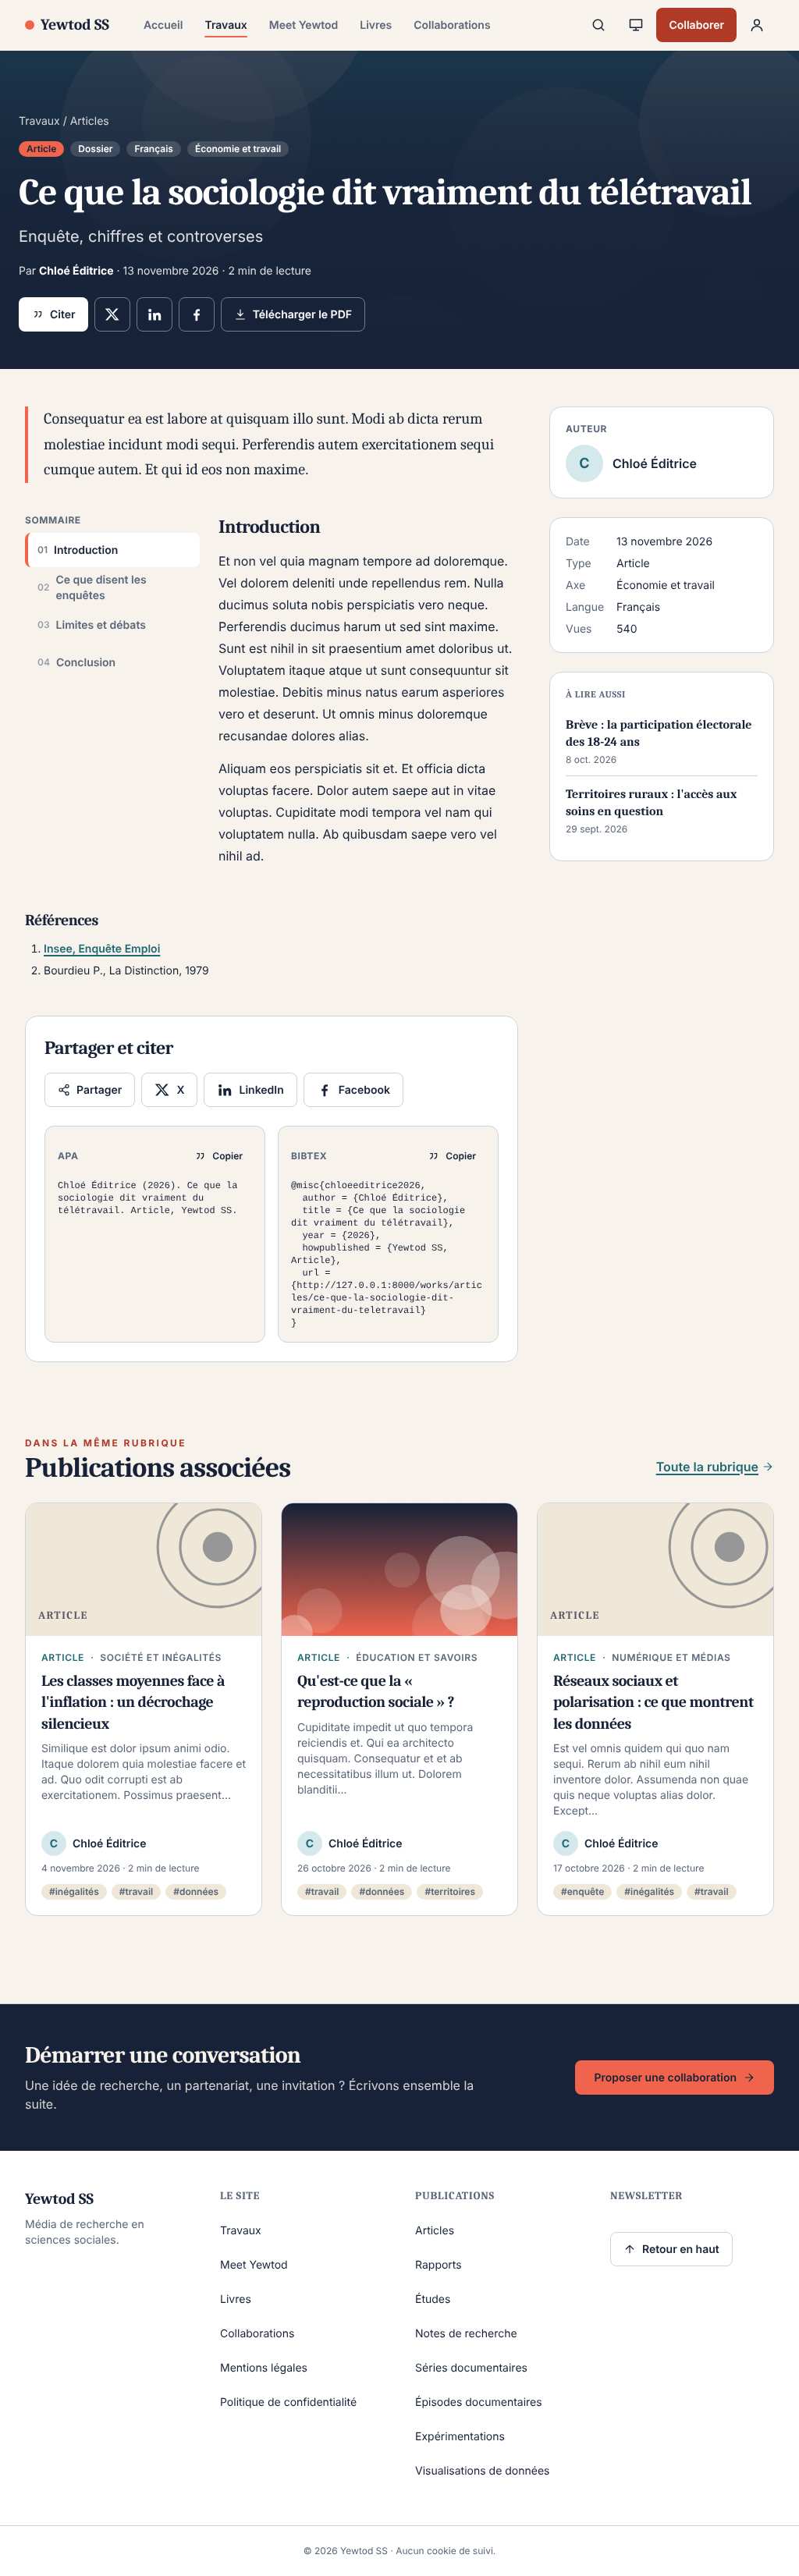 Yewtod SS
Accueil
Travaux
Meet Yewtod
Livres
Collaborations
Collaborer
Travaux / Articles
Article
Dossier
Français
Économie et travail
Ce que la sociologie dit vraiment du télétravail
Enquête, chiffres et controverses
Par Chloé Éditrice · 13 novembre 2026 · 2 min de lecture
Citer
Télécharger le PDF
Consequatur ea est labore at quisquam illo sunt. Modi ab dicta rerum
molestiae incidunt modi sequi. Perferendis autem exercitationem sequi
cumque autem. Et qui id eos non maxime.
SOMMAIRE
01 Introduction
02 Ce que disent les
enquêtes
03 Limites et débats
04 Conclusion
Introduction
Et non vel quia magnam tempore ad doloremque.
Vel dolorem deleniti unde repellendus rem. Nulla
ducimus soluta nobis perspiciatis vero neque.
Perferendis ducimus harum ut sed sint maxime.
Sunt est nihil in sit praesentium amet doloribus ut.
Voluptatem itaque atque ut sunt consequuntur sit
molestiae. Debitis minus natus earum asperiores
vero et deserunt. Ut omnis minus doloremque
recusandae dolores alias.
Aliquam eos perspiciatis sit et. Et officia dicta
voluptas facere. Dolor autem saepe aut in vitae
voluptas. Cupiditate modi tempora vel nam qui
voluptatem nulla. Ab quibusdam saepe vero vel
nihil ad.
AUTEUR
C
Chloé Éditrice
Date 13 novembre 2026
Type Article
Axe Économie et travail
Langue Français
Vues 540
À LIRE AUSSI
Brève : la participation électorale
des 18-24 ans
8 oct. 2026
Territoires ruraux : l'accès aux
soins en question
29 sept. 2026
Références
1. Insee, Enquête Emploi
2. Bourdieu P., La Distinction, 1979
Partager et citer
Partager
X
LinkedIn
Facebook
APA
Copier
Chloé Éditrice (2026). Ce que la
sociologie dit vraiment du
télétravail. Article, Yewtod SS.
BIBTEX
Copier
@misc{chloeeditrice2026,
author = {Chloé Éditrice},
title = {Ce que la sociologie
dit vraiment du télétravail},
year = {2026},
howpublished = {Yewtod SS,
Article},
url =
{http://127.0.0.1:8000/works/artic
les/ce-que-la-sociologie-dit-
vraiment-du-teletravail}
}
DANS LA MÊME RUBRIQUE
Publications associées
Toute la rubrique
ARTICLE
ARTICLE · SOCIÉTÉ ET INÉGALITÉS
Les classes moyennes face à
l'inflation : un décrochage
silencieux
Similique est dolor ipsum animi odio.
Itaque dolorem quia molestiae facere et
ad. Quo odit corrupti est ab
exercitationem. Possimus praesent...
C
Chloé Éditrice
4 novembre 2026 · 2 min de lecture
#inégalités
#travail
#données
ARTICLE · ÉDUCATION ET SAVOIRS
Qu'est-ce que la «
reproduction sociale » ?
Cupiditate impedit ut quo tempora
reiciendis et. Qui ea architecto
quisquam. Consequatur et et ab
necessitatibus illum ut. Dolorem
blanditii...
C
Chloé Éditrice
26 octobre 2026 · 2 min de lecture
#travail
#données
#territoires
ARTICLE
ARTICLE · NUMÉRIQUE ET MÉDIAS
Réseaux sociaux et
polarisation : ce que montrent
les données
Est vel omnis quidem qui quo nam
sequi. Rerum ab nihil eum nihil
inventore dolor. Assumenda non quae
quis neque voluptas alias dolor.
Except...
C
Chloé Éditrice
17 octobre 2026 · 2 min de lecture
#enquête
#inégalités
#travail
Démarrer une conversation
Une idée de recherche, un partenariat, une invitation ? Écrivons ensemble la
suite.
Proposer une collaboration
Yewtod SS
Média de recherche en
sciences sociales.
LE SITE
Travaux
Meet Yewtod
Livres
Collaborations
Mentions légales
Politique de confidentialité
PUBLICATIONS
Articles
Rapports
Études
Notes de recherche
Séries documentaires
Épisodes documentaires
Expérimentations
Visualisations de données
NEWSLETTER
Retour en haut
© 2026 Yewtod SS · Aucun cookie de suivi.